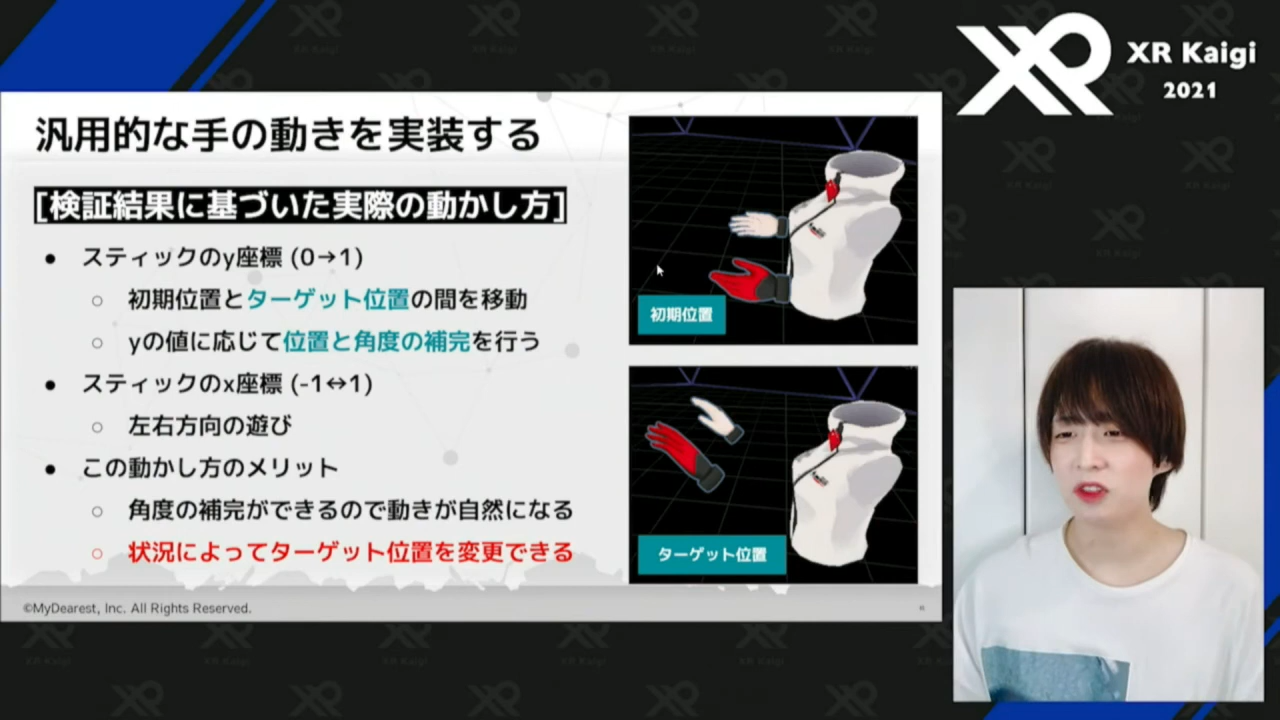 XR Kaigi
2021
汎用的な手の動きを実装する
[検証結果に基づいた実際の動かし方]
● スティックのy座標 (0→1)
○ 初期位置とターゲット位置の間を移動
○ yの値に応じて位置と角度の補完を行う
● スティックのx座標 (-1↔1)
○ 左右方向の遊び
● この動かし方のメリット
○ 角度の補完ができるので動きが自然になる
○ 状況によってターゲット位置を変更できる
初期位置
ターゲット位置
©MyDearest, Inc. All Rights Reserved.